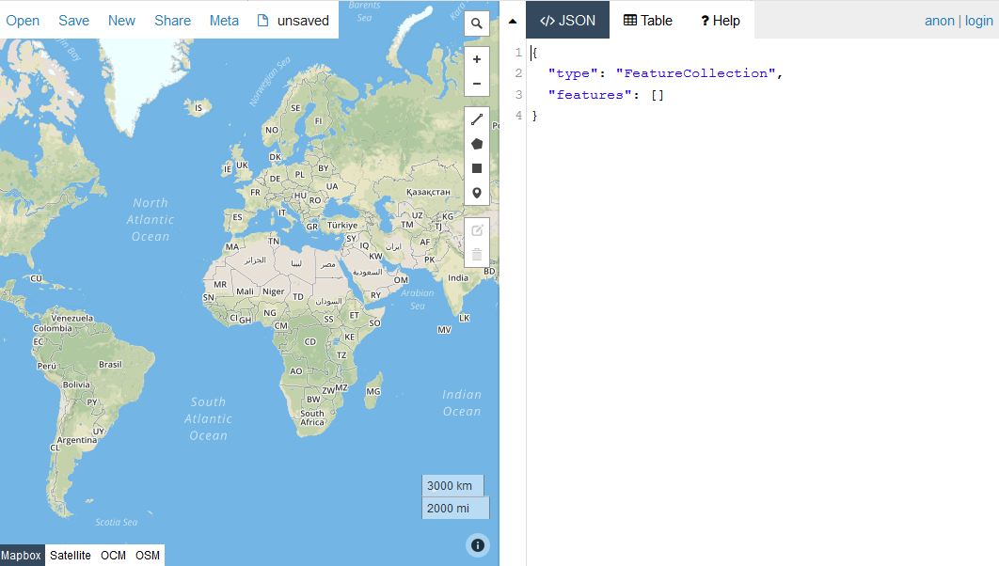 Open Save New Share Meta unsaved
</> JSON Table ? Help anon | login
1 {
2 "type": "FeatureCollection",
3 "features": []
4 }
Barents
Sea
Norwegian Sea
IS
SE
FI
NO
DK
IE UK
BY
PL
DE
UA
FR
HU
RO
Қазақстан
ES
IT
GR
Türkiye
UZ
KG
TM
TJ
North
Atlantic
Ocean
MA
TN
SY
IQ
ایران
AF
KW
PK
الجزائر
ليبيا
مصر
السعودية
BD
India
OM
CU
MR
Mali
Niger
TD
السودان
RY
Arabian
Sea
SN
CI
GH
NG
CM
SS
ET
SO
LK
MV
Venezuela
Colombia
EC
CD
KE
TZ
Perú
Brasil
AO
Bolivia
PY
ZW
MZ
MG
BW
South
Africa
South
Atlantic
Ocean
Indian
Ocean
UY
Argentina
CL
Scotia Sea
3000 km
2000 mi
Mapbox Satellite OCM OSM